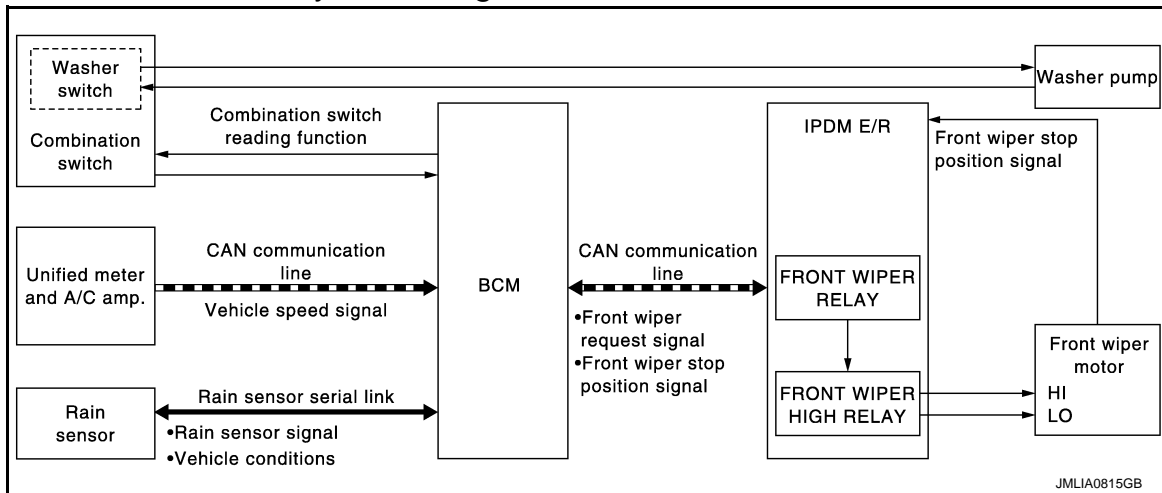 Washer
switch
Combination
switch
Washer pump
Combination switch
reading function
IPDM E/R
Front wiper stop
position signal
Unified meter
and A/C amp.
CAN communication
line
Vehicle speed signal
BCM
CAN communication
line
•Front wiper
request signal
•Front wiper stop
position signal
FRONT WIPER
RELAY
FRONT WIPER
HIGH RELAY
Front wiper
motor
HI
LO
Rain
sensor
Rain sensor serial link
•Rain sensor signal
•Vehicle conditions
JMLIA0815GB